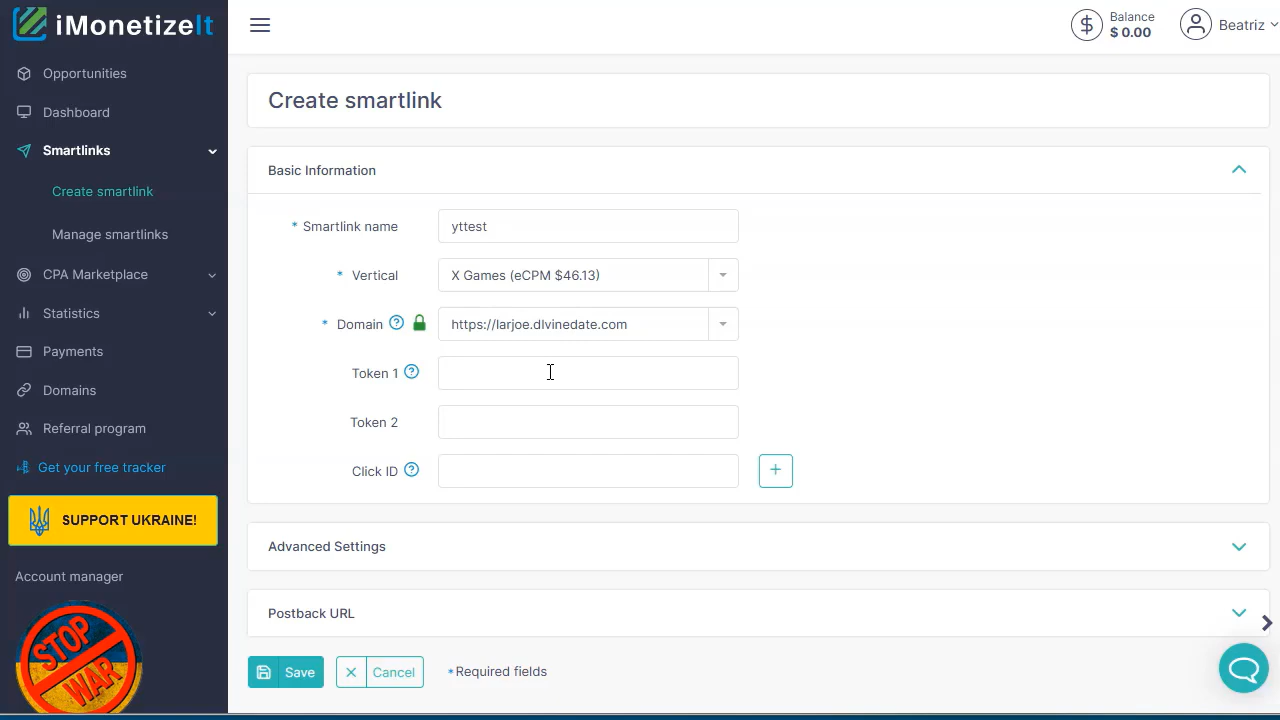 iMonetizeIt
Balance
$ 0.00
Beatriz
Opportunities
Dashboard
Smartlinks
Create smartlink
Manage smartlinks
CPA Marketplace
Statistics
Payments
Domains
Referral program
Get your free tracker
SUPPORT UKRAINE!
Account manager
STOP
WAR
Create smartlink
Basic Information
* Smartlink name yttest
* Vertical X Games (eCPM $46.13)
* Domain ? https://larjoe.dlvinedate.com
Token 1 ?
Token 2
Click ID ? +
Advanced Settings
Postback URL
Save Cancel *Required fields